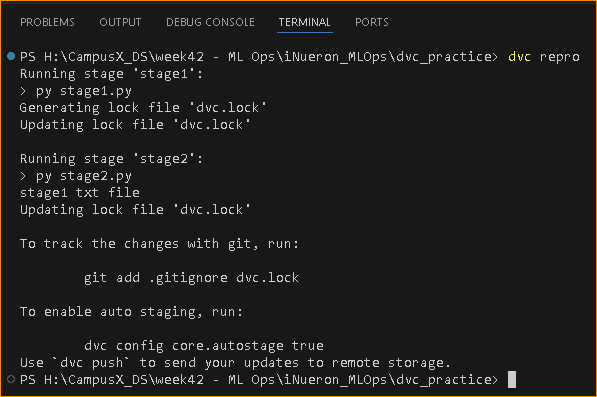 PROBLEMS OUTPUT DEBUG CONSOLE TERMINAL PORTS
PS H:\CampusX_DS\week42 - ML Ops\iNueron_MLOps\dvc_practice> dvc repro
Running stage 'stage1':
> py stage1.py
Generating lock file 'dvc.lock'
Updating lock file 'dvc.lock'
Running stage 'stage2':
> py stage2.py
stage1 txt file
Updating lock file 'dvc.lock'
To track the changes with git, run:
git add .gitignore dvc.lock
To enable auto staging, run:
dvc config core.autostage true
Use `dvc push` to send your updates to remote storage.
PS H:\CampusX_DS\week42 - ML Ops\iNueron_MLOps\dvc_practice>